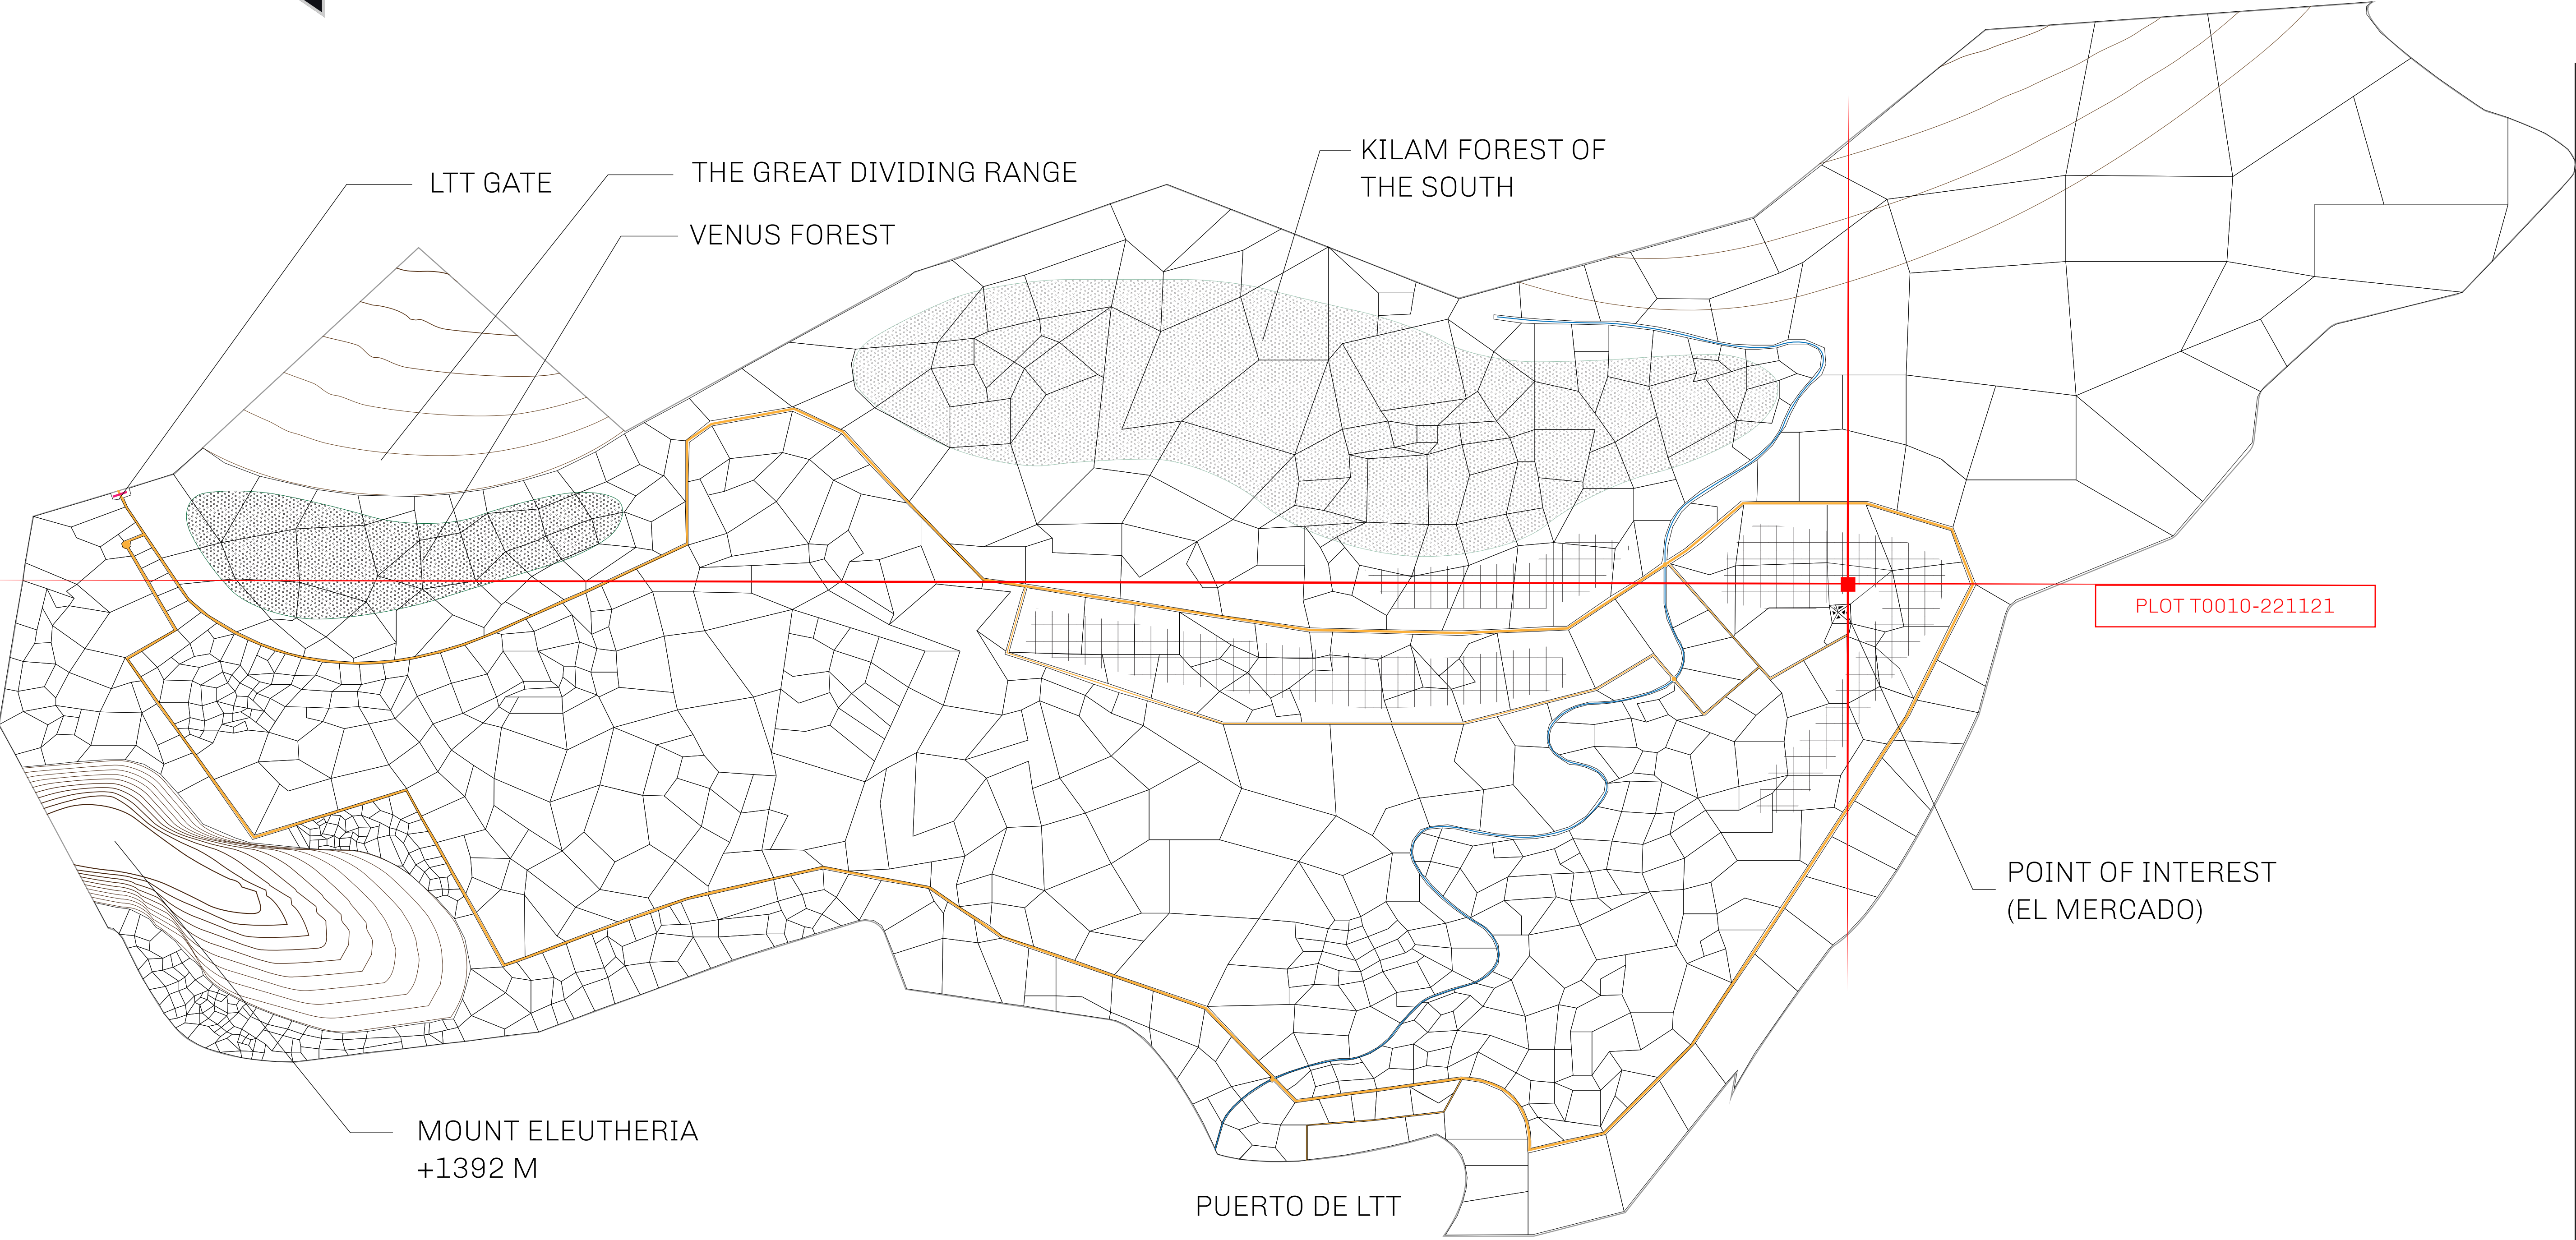 LTT GATE
THE GREAT DIVIDING RANGE
VENUS FOREST
KILAM FOREST OF
THE SOUTH
PLOT T0010-221121
POINT OF INTEREST
(EL MERCADO)
MOUNT ELEUTHERIA
+1392 M
PUERTO DE LTT